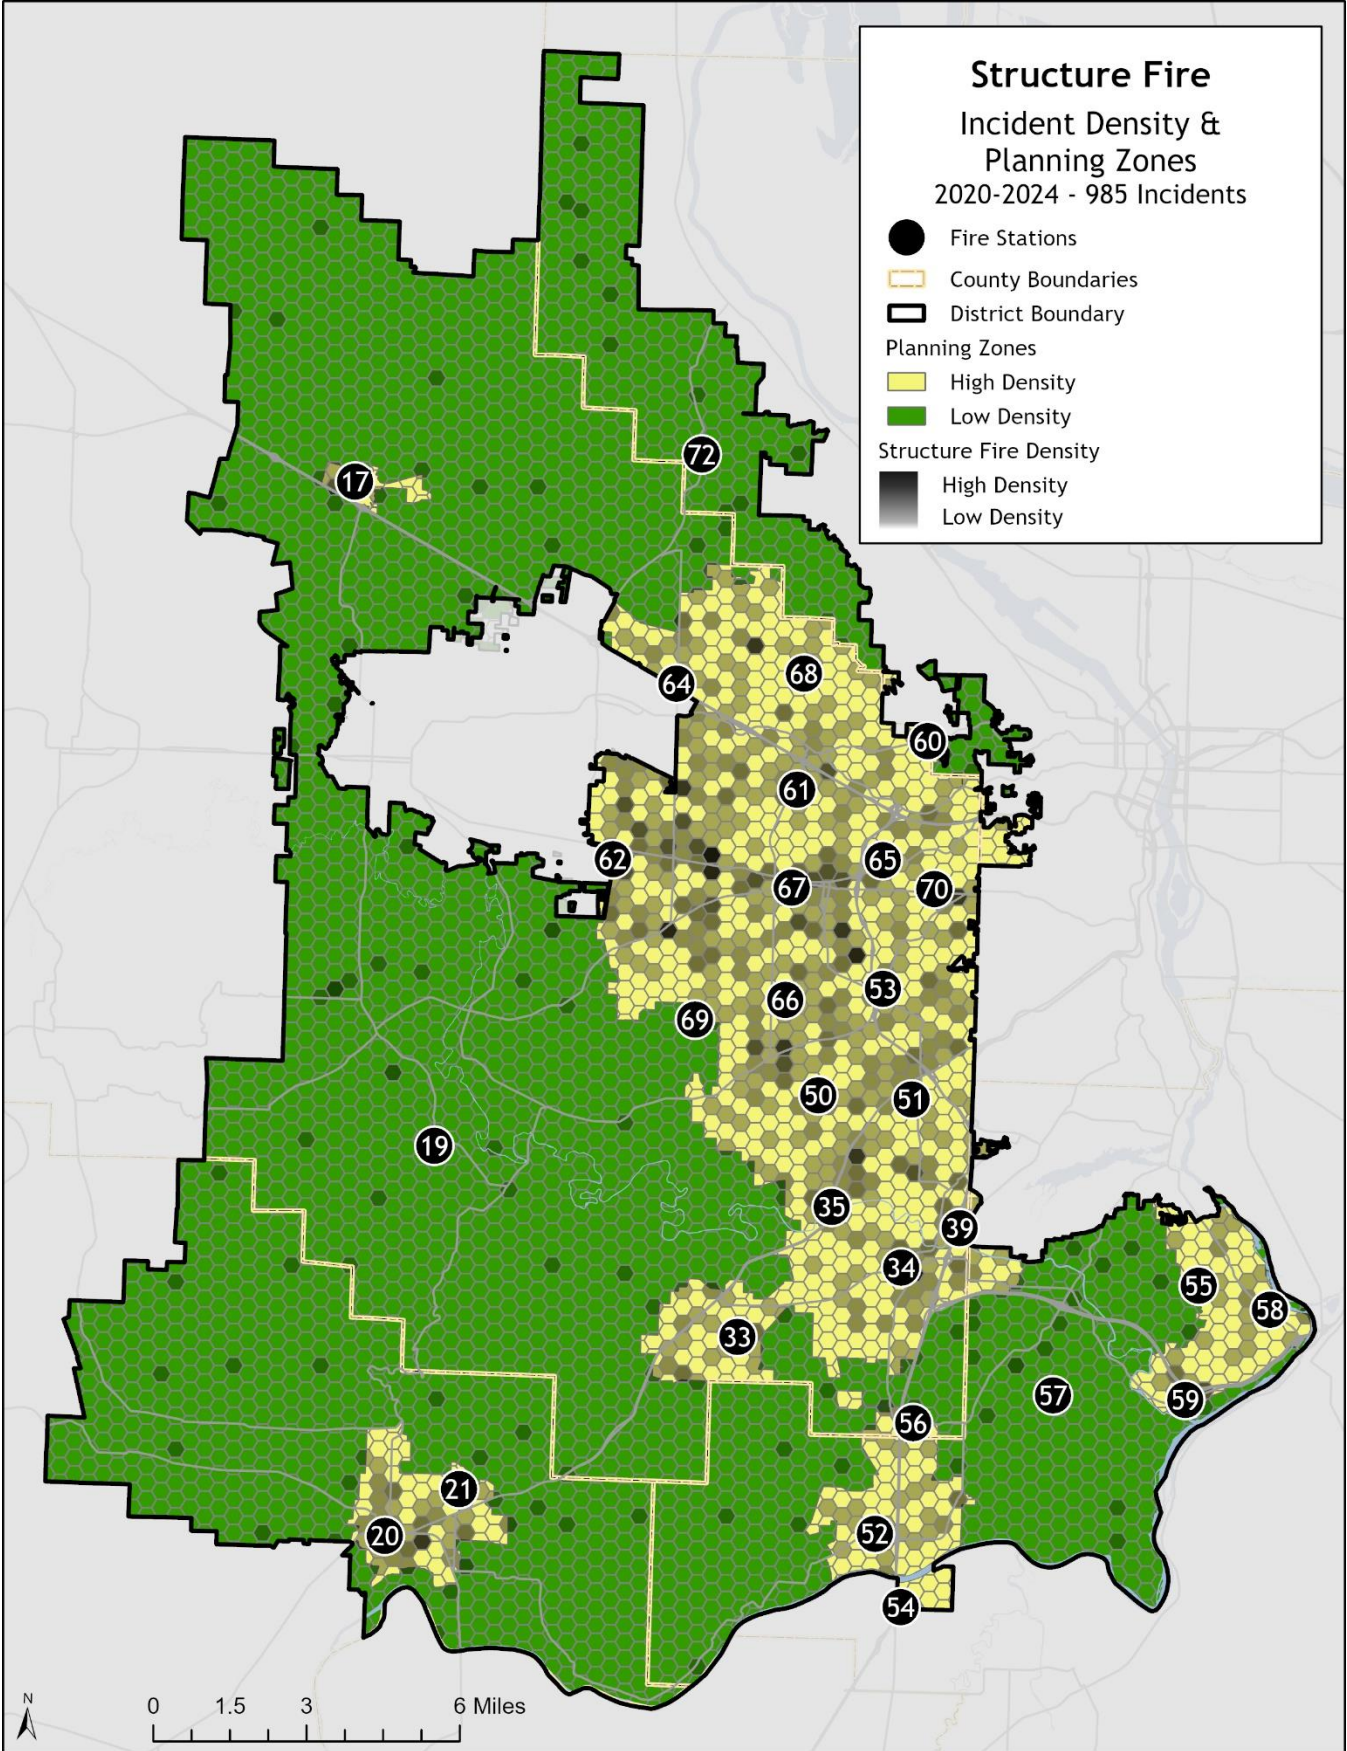 Structure Fire
Incident Density &
Planning Zones
2020-2024 - 985 Incidents
Fire Stations
County Boundaries
District Boundary
Planning Zones
High Density
Low Density
Structure Fire Density
High Density
Low Density
72
17
68
64
60
61
62
65
67
70
53
66
69
50
51
19
35
39
34
55
58
33
57
59
56
21
52
20
54
N
0 1.5 3 6 Miles